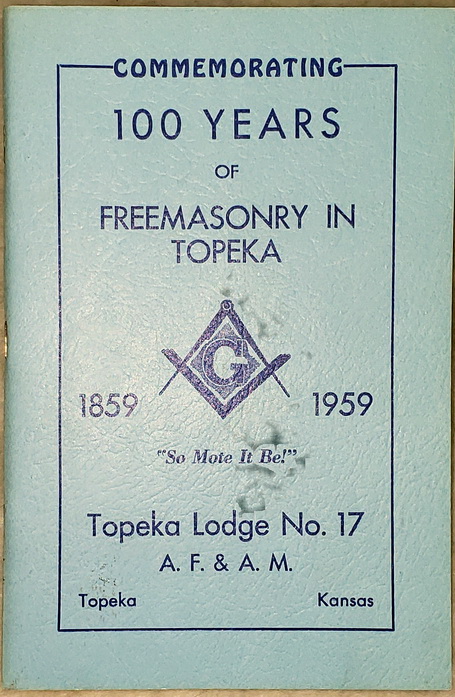 COMMEMORATING
100 YEARS
OF
FREEMASONRY IN
TOPEKA
G
1859 1959
"So Mote It Be!"
Topeka Lodge No. 17
A. F. & A. M.
Topeka Kansas